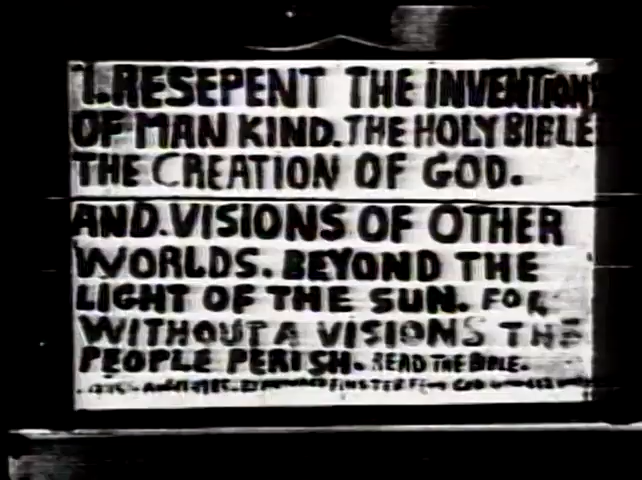 I.RESEPENT THE INVENTIONS
OF MAN KIND.THE HOLY BIBLE
THE CREATION OF GOD.
AND.VISIONS OF OTHER
WORLDS. BEYOND THE
LIGHT OF THE SUN. FOR
WITHOUT A VISIONS THE
PEOPLE PERISH. READ THE BIBLE.